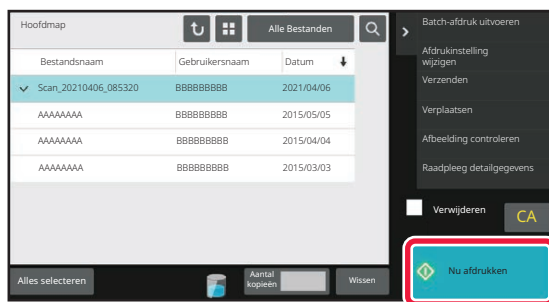 Hoofdmap
Alle Bestanden
Bestandsnaam Gebruikersnaam Datum
Scan_20210406_085320 BBBBBBBBB 2021/04/06
AAAAAAAA BBBBBBBBB 2015/05/05
AAAAAAAA BBBBBBBBB 2015/04/04
AAAAAAAA BBBBBBBBB 2015/03/03
Alles selecteren
Aantal
kopieën
Wissen
Batch-afdruk uitvoeren
Afdrukinstelling
wijzigen
Verzenden
Verplaatsen
Afbeelding controleren
Raadpleeg detailgegevens
Verwijderen
CA
Nu afdrukken